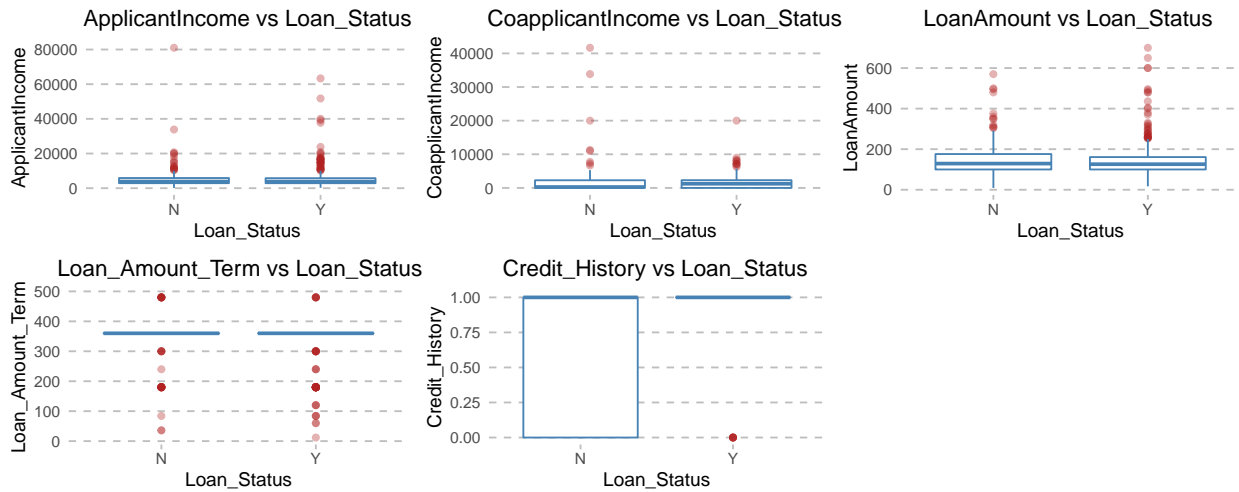 ApplicantIncome vs Loan_Status
ApplicantIncome
80000
60000
40000
20000
0
N
Y
Loan_Status
CoapplicantIncome vs Loan_Status
CoapplicantIncome
40000
30000
20000
10000
0
N
Y
Loan_Status
LoanAmount vs Loan_Status
LoanAmount
600
400
200
0
N
Y
Loan_Status
Loan_Amount_Term vs Loan_Status
Loan_Amount_Term
500
400
300
200
100
0
N
Y
Loan_Status
Credit_History vs Loan_Status
Credit_History
1.00
0.75
0.50
0.25
0.00
N
Y
Loan_Status